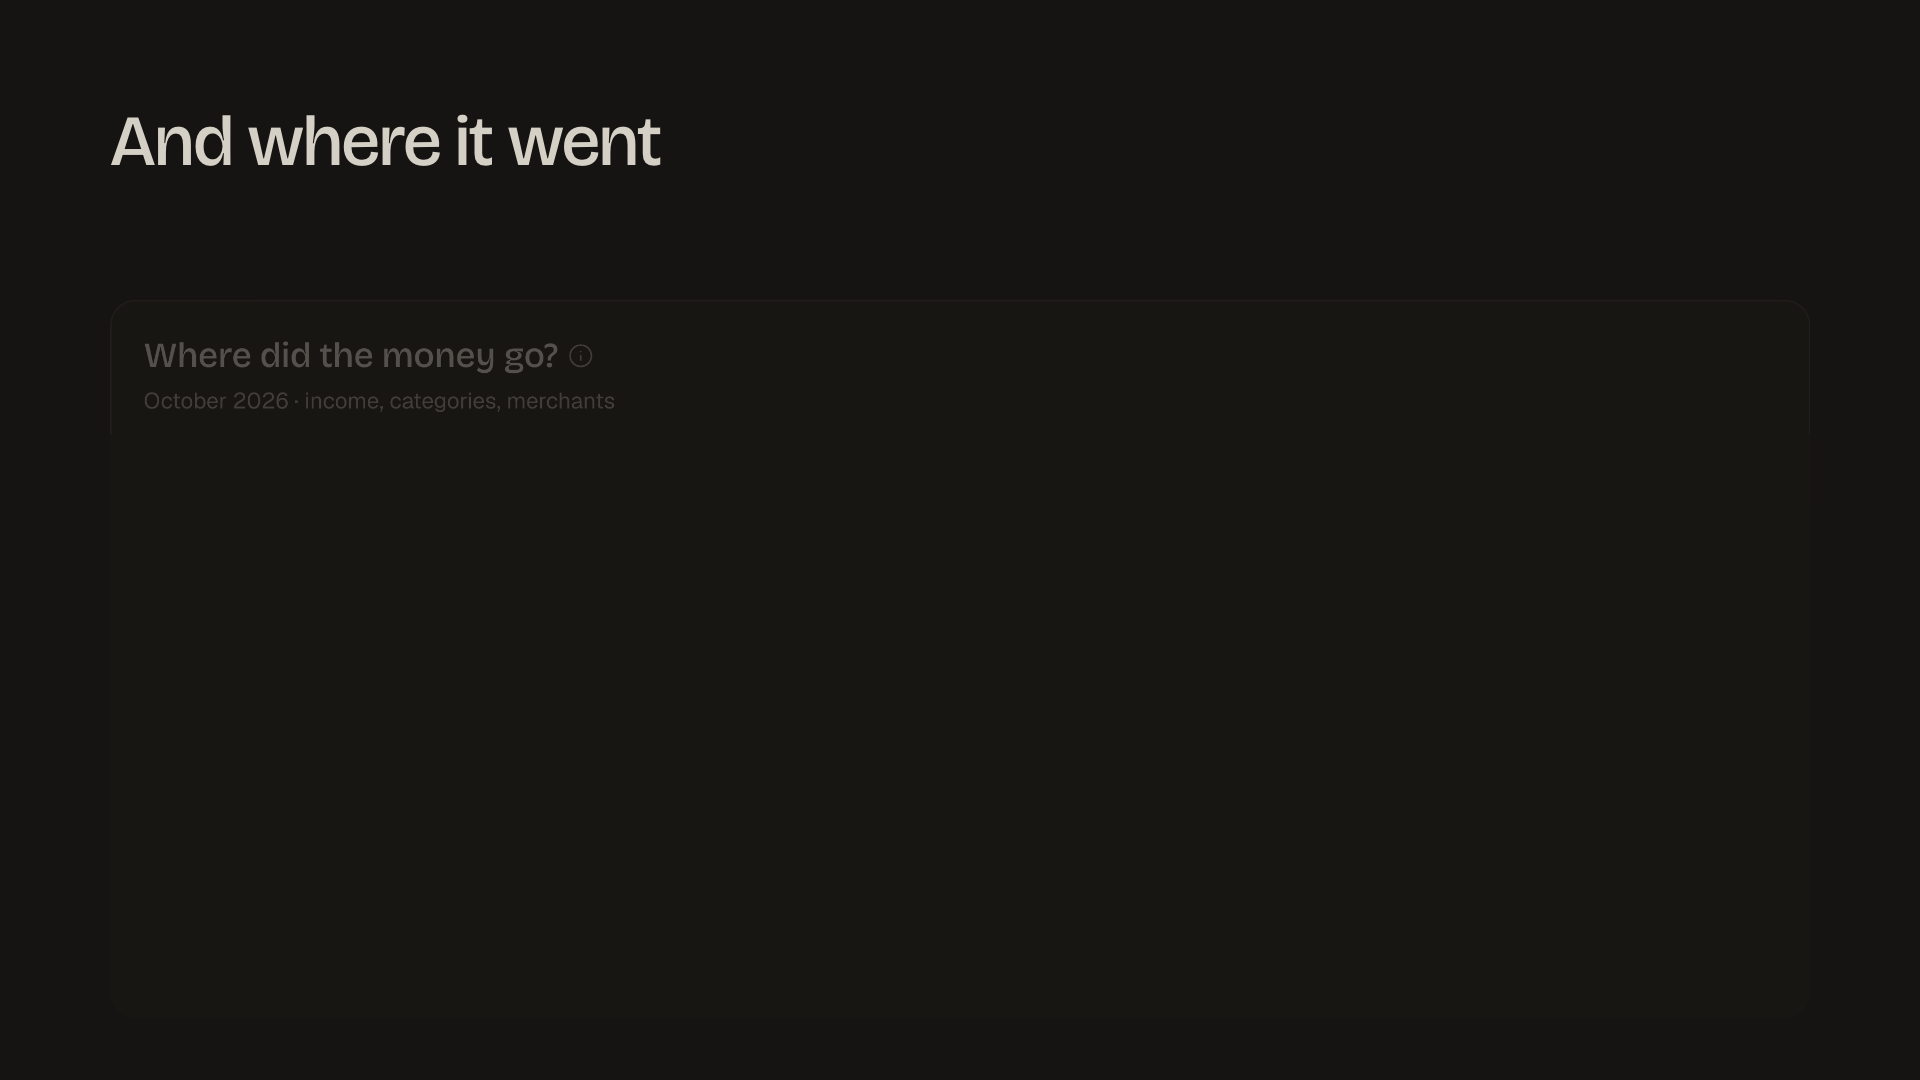 And where it went
Where did the money go?
October 2026 · income, categories, merchants